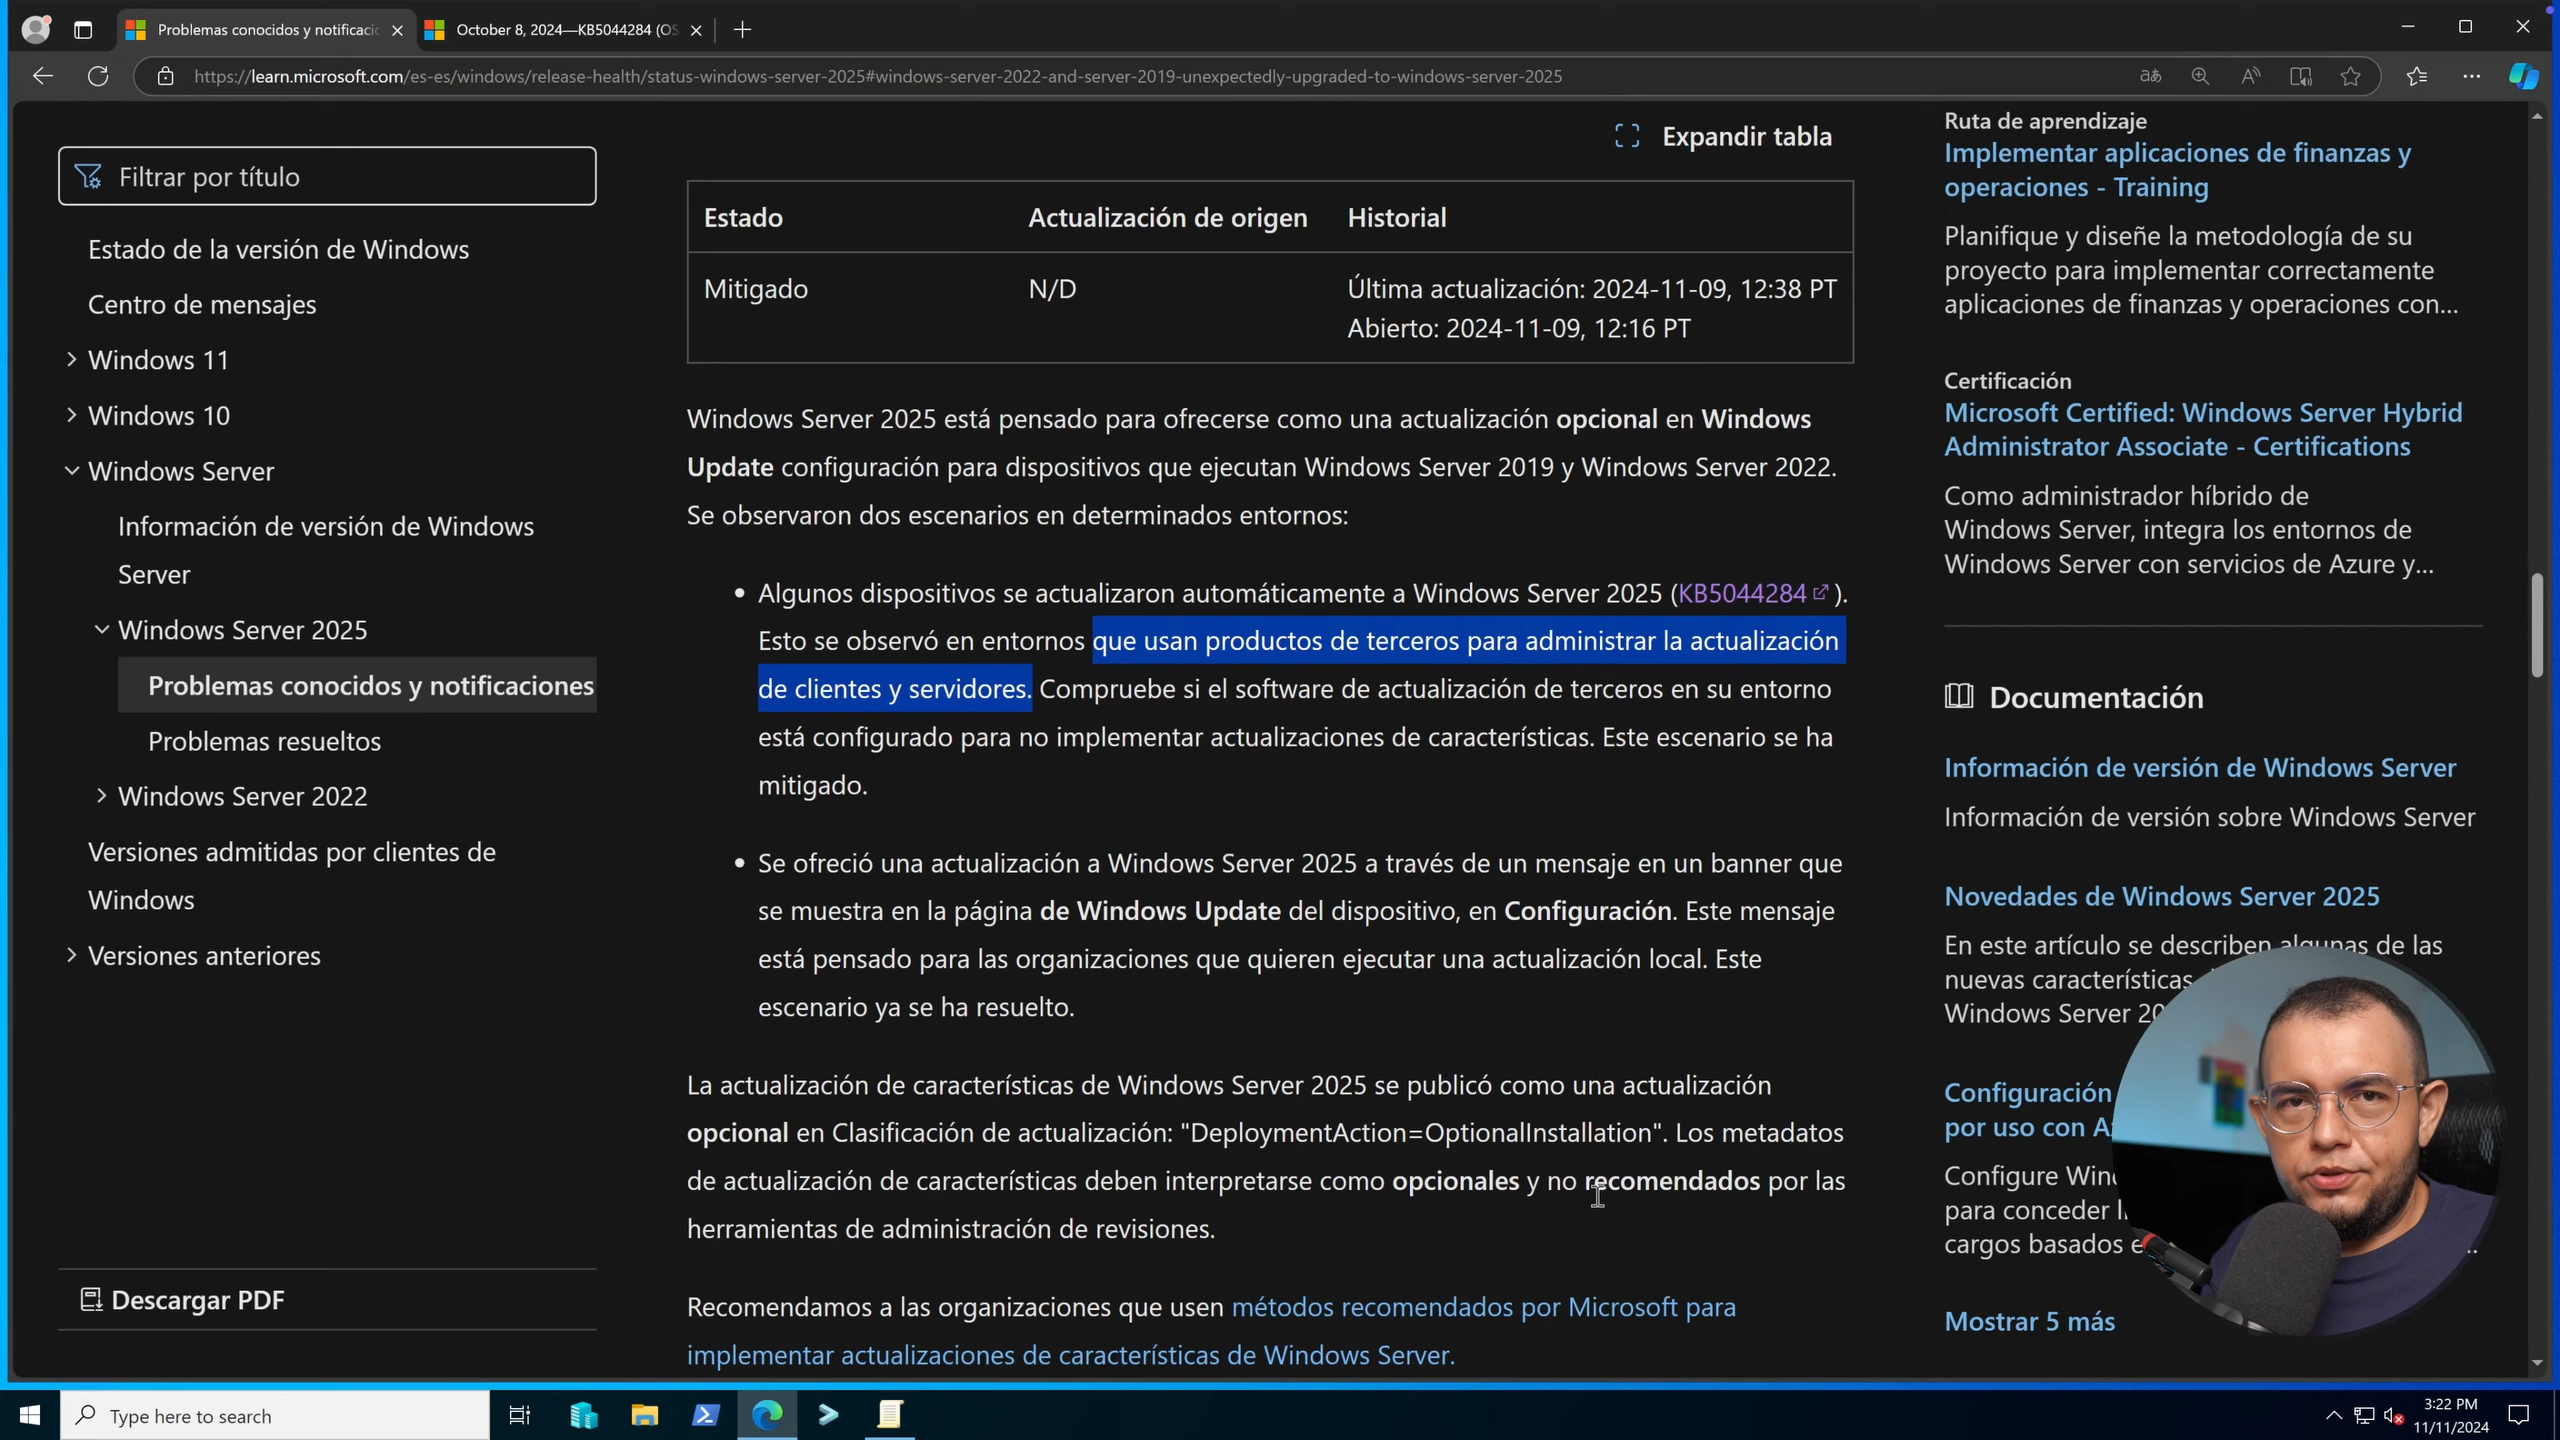 Problemas conocidos y notificacic
October 8, 2024—KB5044284 (OS
https://learn.microsoft.com/es-es/windows/release-health/status-windows-server-2025#windows-server-2022-and-server-2019-unexpectedly-upgraded-to-windows-server-2025
Filtrar por título
Estado de la versión de Windows
Centro de mensajes
Windows 11
Windows 10
Windows Server
Información de versión de Windows
Server
Windows Server 2025
Problemas conocidos y notificaciones
Problemas resueltos
Windows Server 2022
Versiones admitidas por clientes de
Windows
Versiones anteriores
Descargar PDF
Expandir tabla
Estado Actualización de origen Historial
Mitigado N/D Última actualización: 2024-11-09, 12:38 PT
Abierto: 2024-11-09, 12:16 PT
Windows Server 2025 está pensado para ofrecerse como una actualización opcional en Windows
Update configuración para dispositivos que ejecutan Windows Server 2019 y Windows Server 2022.
Se observaron dos escenarios en determinados entornos:
• Algunos dispositivos se actualizaron automáticamente a Windows Server 2025 (KB5044284).
Esto se observó en entornos que usan productos de terceros para administrar la actualización
de clientes y servidores. Compruebe si el software de actualización de terceros en su entorno
está configurado para no implementar actualizaciones de características. Este escenario se ha
mitigado.
• Se ofreció una actualización a Windows Server 2025 a través de un mensaje en un banner que
se muestra en la página de Windows Update del dispositivo, en Configuración. Este mensaje
está pensado para las organizaciones que quieren ejecutar una actualización local. Este
escenario ya se ha resuelto.
La actualización de características de Windows Server 2025 se publicó como una actualización
opcional en Clasificación de actualización: "DeploymentAction=OptionalInstallation". Los metadatos
de actualización de características deben interpretarse como opcionales y no recomendados por las
herramientas de administración de revisiones.
Recomendamos a las organizaciones que usen métodos recomendados por Microsoft para
implementar actualizaciones de características de Windows Server.
Ruta de aprendizaje
Implementar aplicaciones de finanzas y
operaciones - Training
Planifique y diseñe la metodología de su
proyecto para implementar correctamente
aplicaciones de finanzas y operaciones con...
Certificación
Microsoft Certified: Windows Server Hybrid
Administrator Associate - Certifications
Como administrador híbrido de
Windows Server, integra los entornos de
Windows Server con servicios de Azure y...
Documentación
Información de versión de Windows Server
Información de versión sobre Windows Server
Novedades de Windows Server 2025
En este artículo se describen algunas de las
nuevas características
Windows Server 20
Configuración
por uso con A
Configure Win
para conceder
cargos basados e
Mostrar 5 más
Type here to search
3:22 PM
11/11/2024